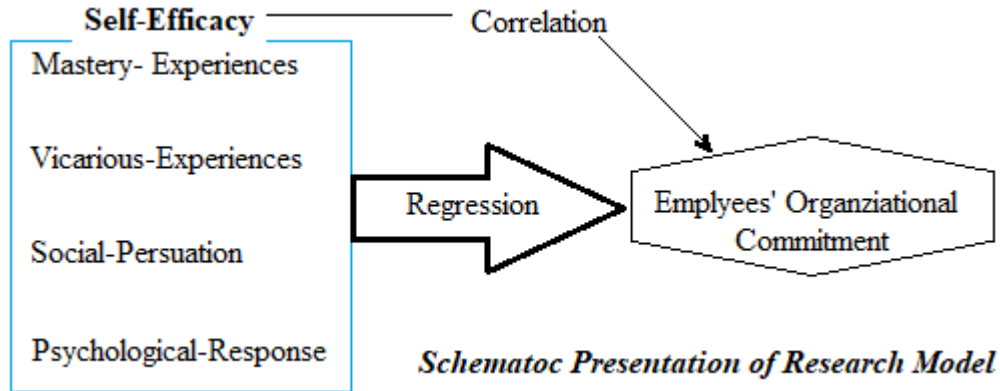 Self-Efficacy
Correlation
Mastery- Experiences
Vicarious-Experiences
Social-Persuation
Psychological-Response
Regression
Emplyees' Organziational
Commitment
Schematoc Presentation of Research Model